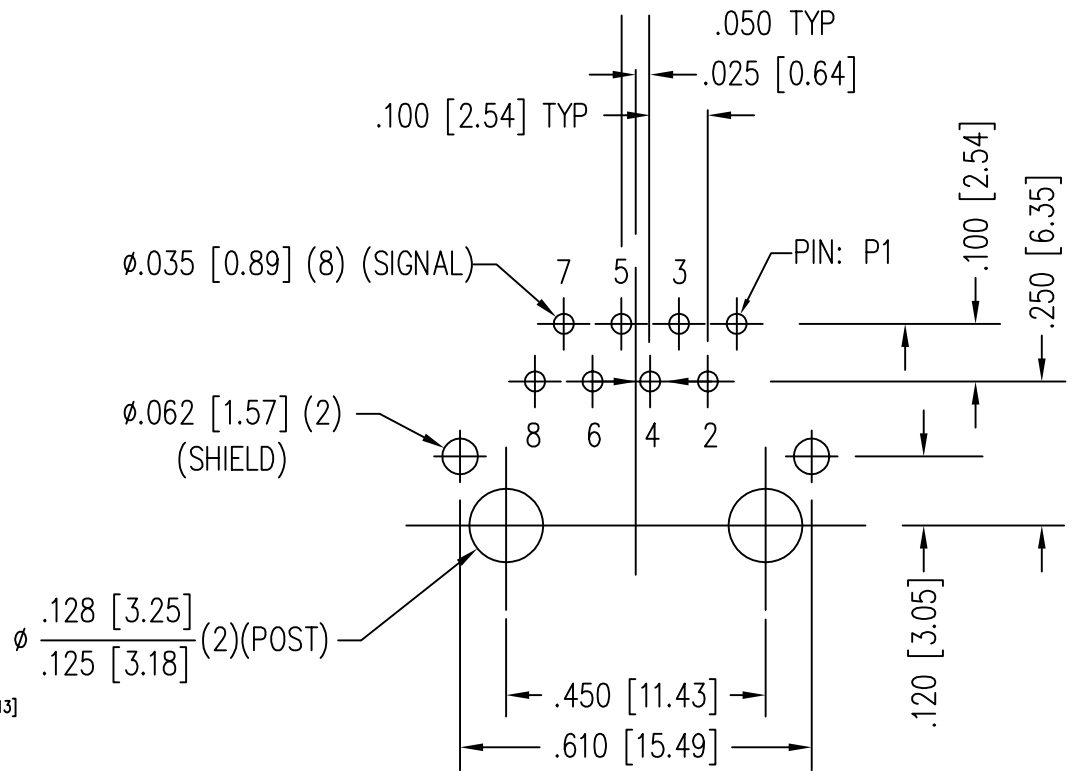 .050 TYP
.025 [0.64]
.100 [2.54] TYP
.100 [2.54]
.250 [6.35]
ø.035 [0.89] (8) (SIGNAL)
7 5 3
PIN: P1
ø.062 [1.57] (2)
(SHIELD)
8 6 4 2
ø .128 [3.25]
.125 [3.18] (2)(POST)
.120 [3.05]
3]
.450 [11.43]
.610 [15.49]